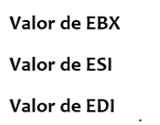 Valor de EBX
Valor de ESI
Valor de EDI
.